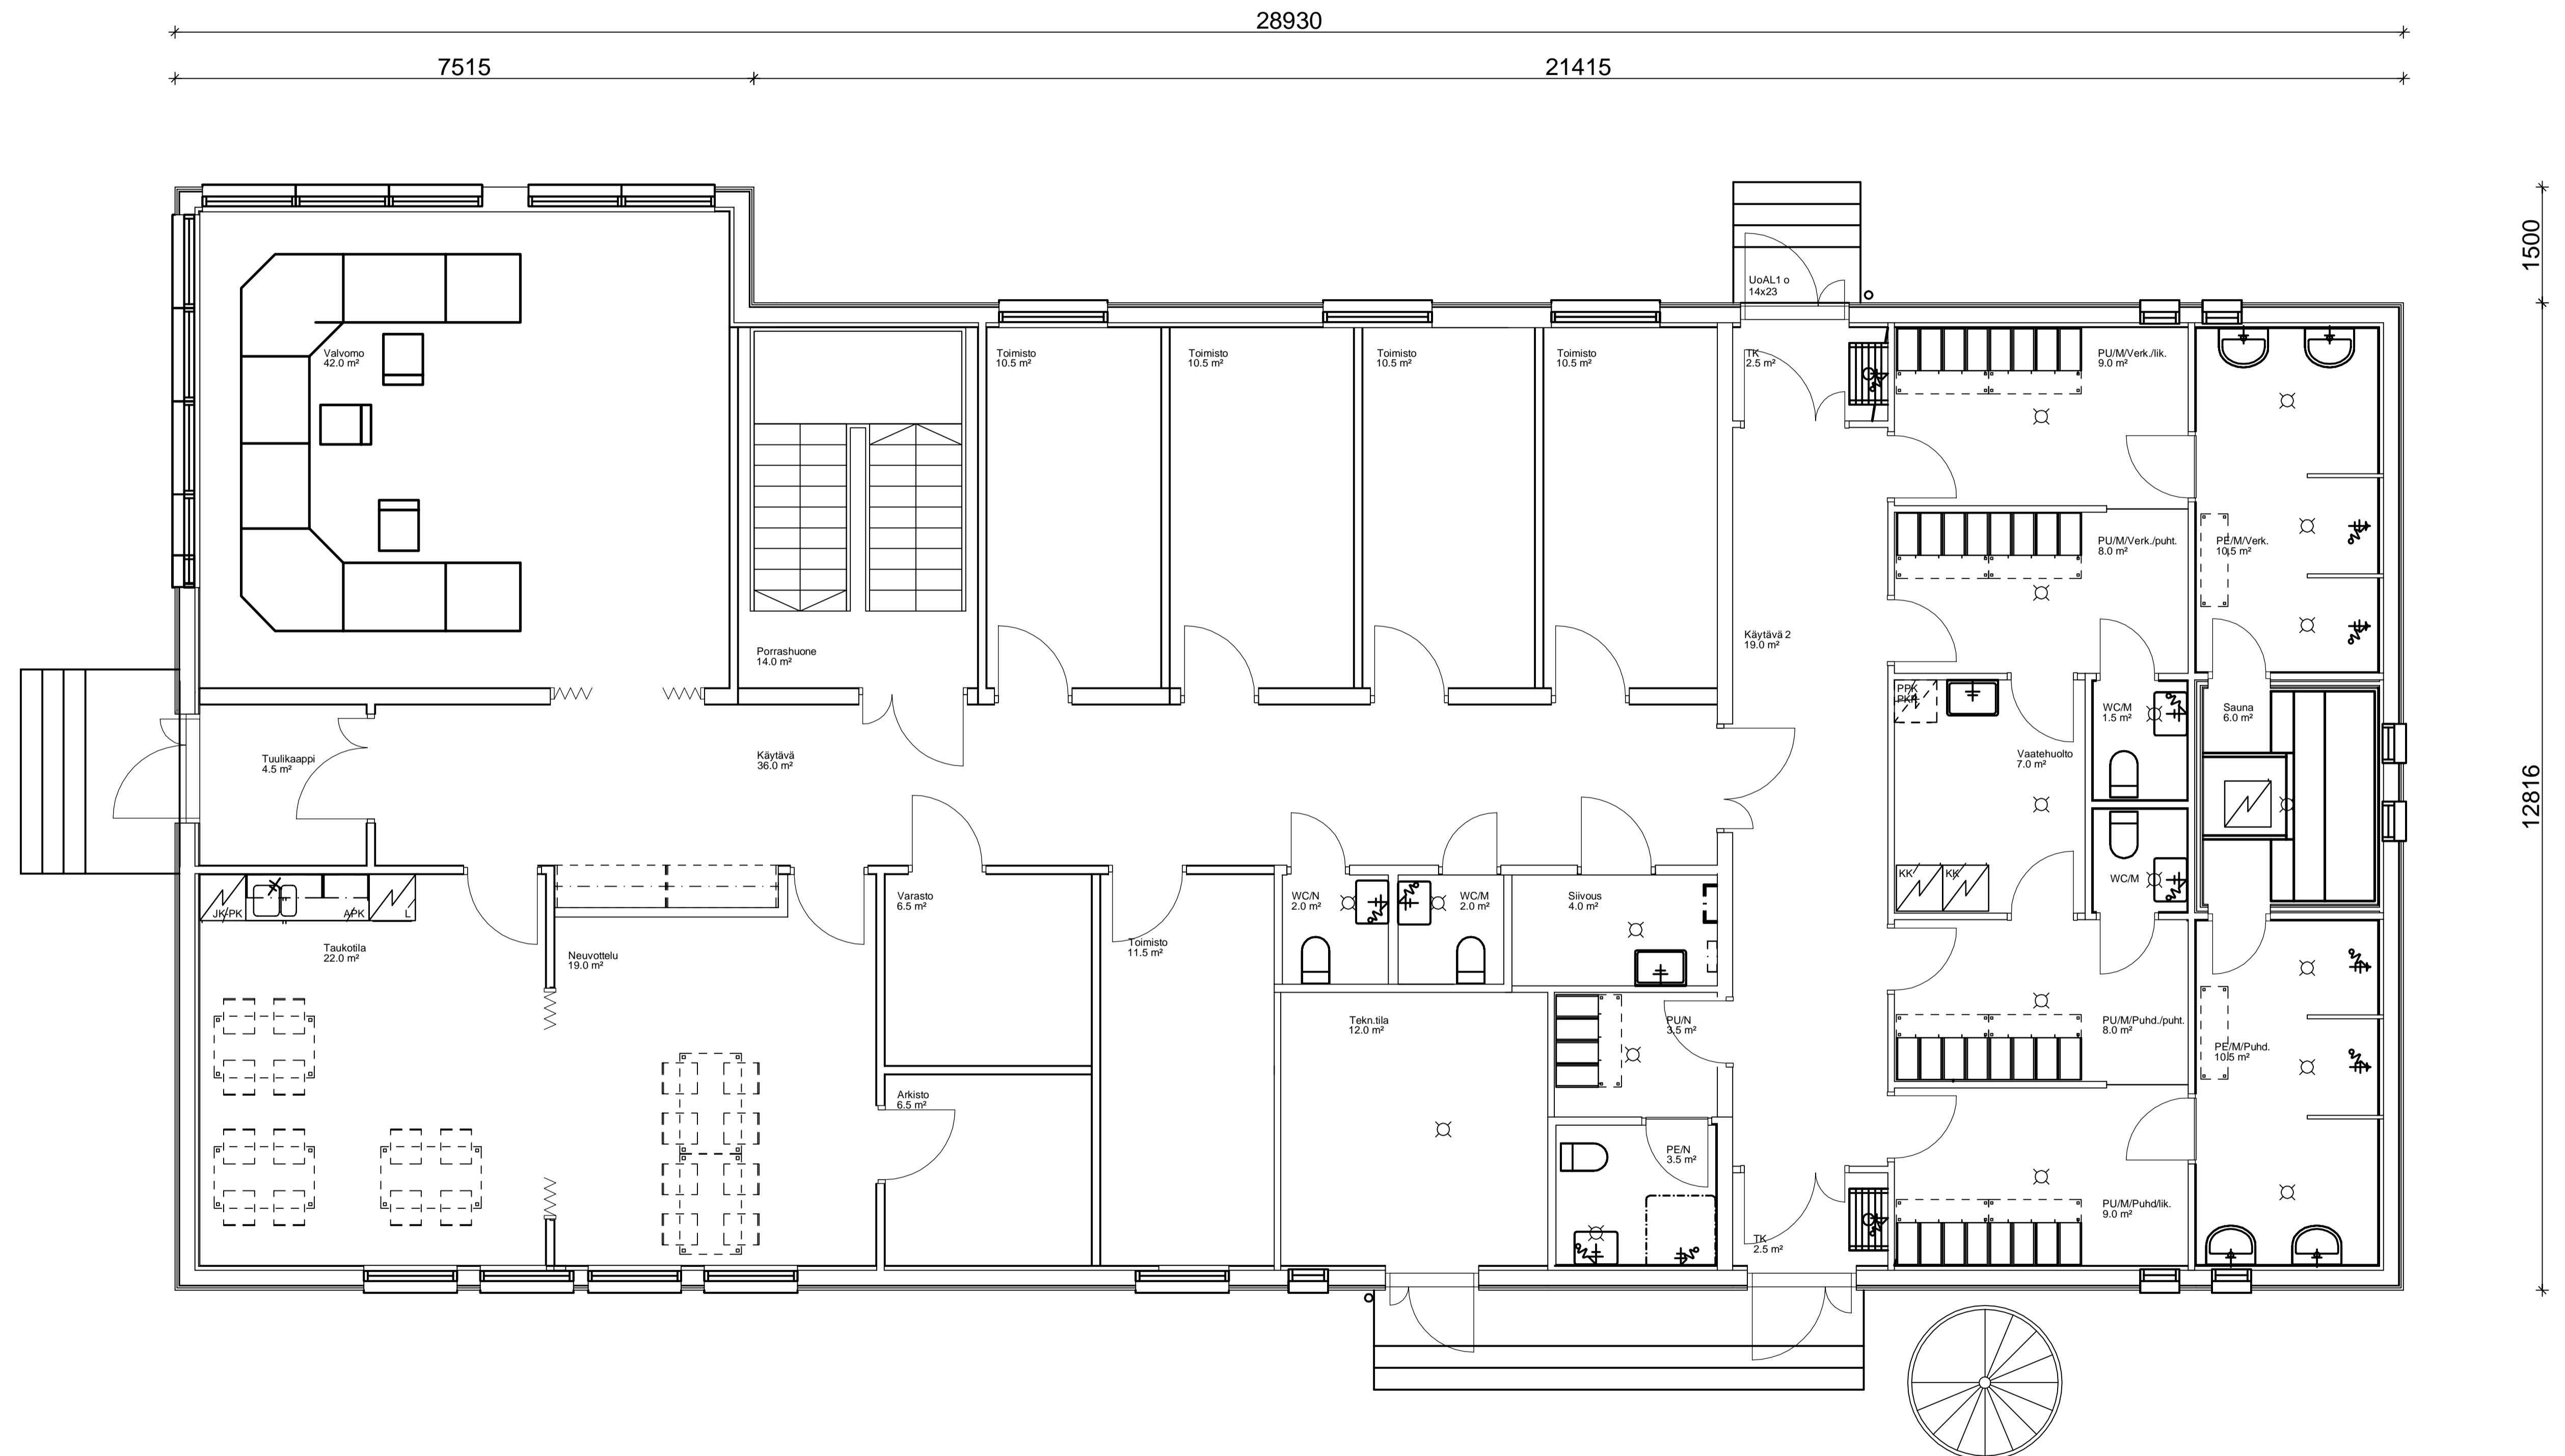 28930
7515
21415
1500
12816
UoAL1 o
14x23
Valvomo
42.0 m²
Toimisto
10.5 m²
Toimisto
10.5 m²
Toimisto
10.5 m²
Toimisto
10.5 m²
TK
2.5 m²
PU/M/Verk./lik.
9.0 m²
PU/M/Verk./puht.
8.0 m²
PE/M/Verk.
10.5 m²
Porrashuone
14.0 m²
Käytävä 2
19.0 m²
PPK
PKP
WC/M
1.5 m²
Sauna
6.0 m²
Tuulikaappi
4.5 m²
Käytävä
36.0 m²
Vaatehuolto
7.0 m²
KK
KK
WC/M
JK-PK
APK
L
Varasto
6.5 m²
WC/N
2.0 m²
WC/M
2.0 m²
Siivous
4.0 m²
Taukotila
22.0 m²
Neuvottelu
19.0 m²
Toimisto
11.5 m²
Tekn.tila
12.0 m²
PU/N
3.5 m²
PU/M/Puhd./puht.
8.0 m²
PE/M/Puhd.
10.5 m²
Arkisto
6.5 m²
PE/N
3.5 m²
PU/M/Puhd/lik.
9.0 m²
TK
2.5 m²